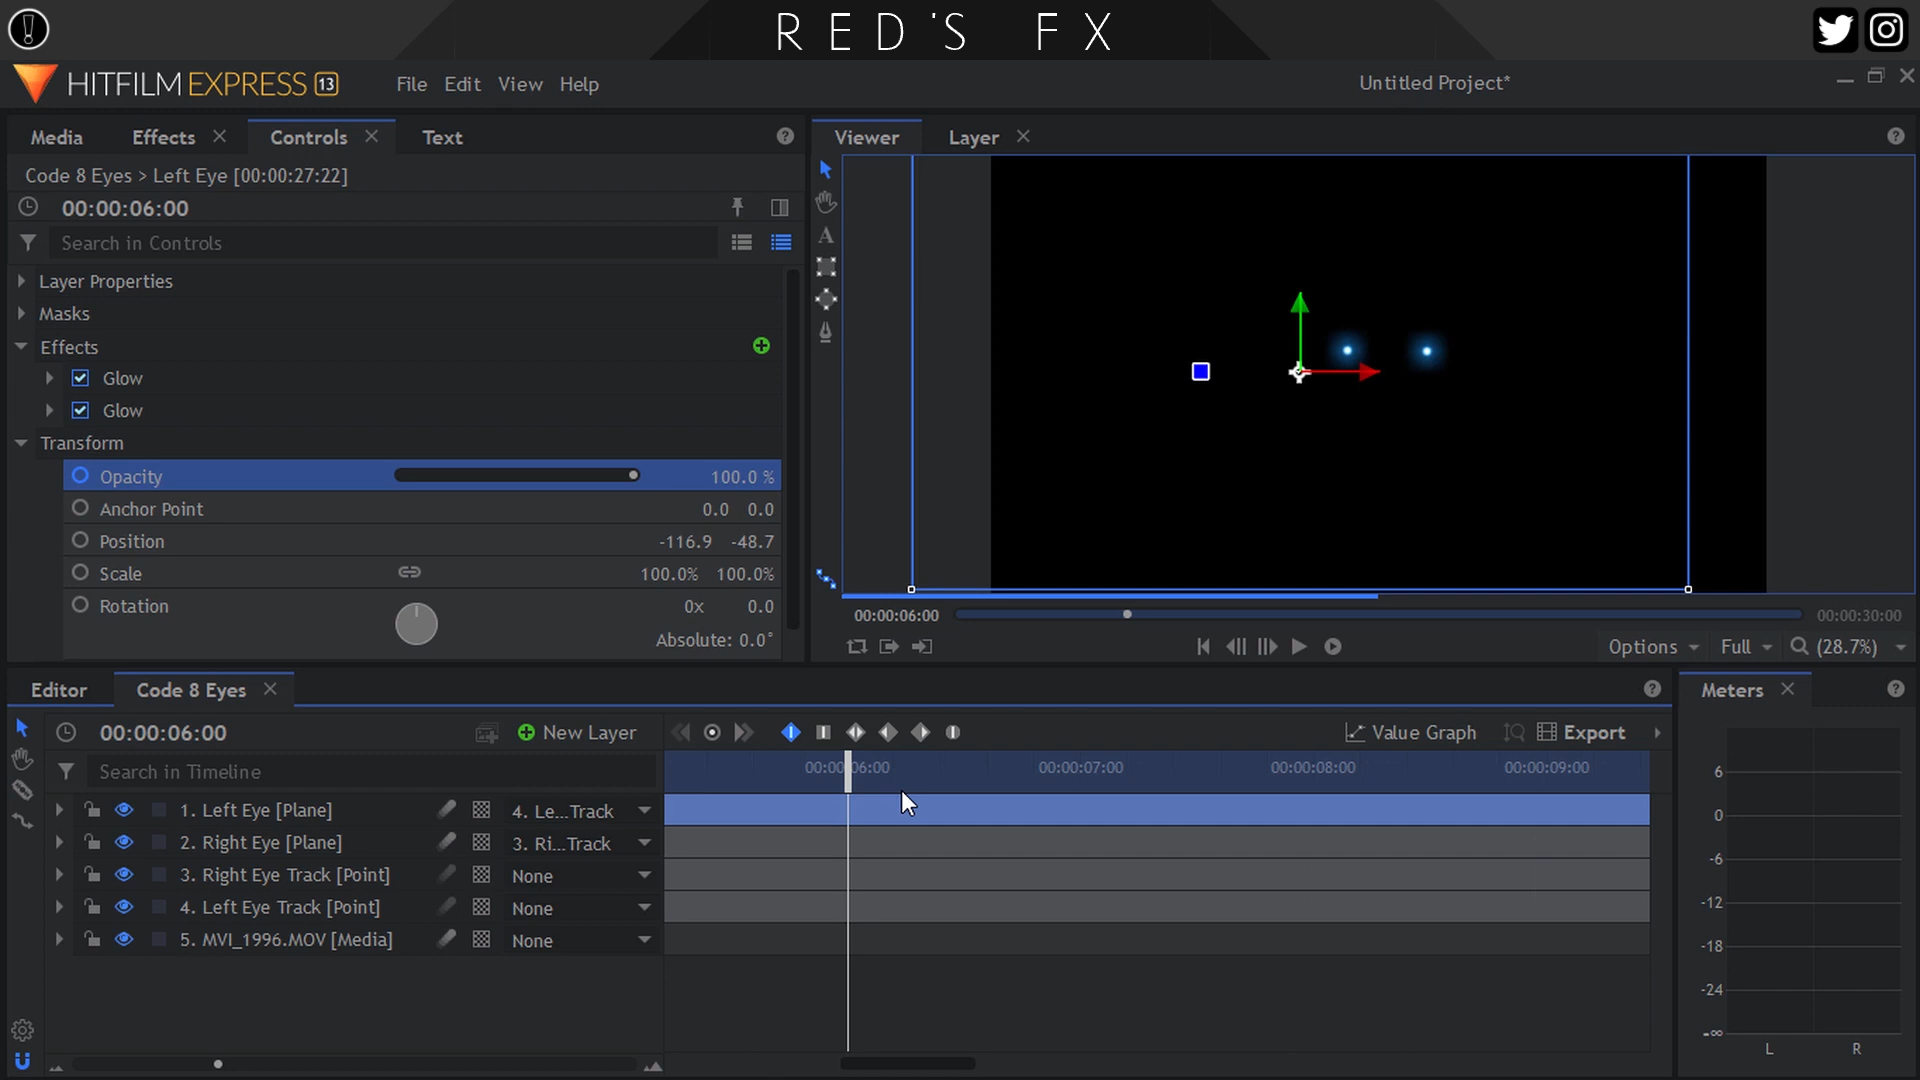 RED'S FX
HITFILM EXPRESS 13
File Edit View Help
Untitled Project*
Media Effects Controls Text
Viewer Layer
Code 8 Eyes > Left Eye [00:00:27:22]
00:00:06:00
Search in Controls
Layer Properties
Masks
Effects
Glow
Glow
Transform
Opacity 100.0 %
Anchor Point 0.0 0.0
Position -116.9 -48.7
Scale 100.0% 100.0%
Rotation 0x 0.0
Absolute: 0.0°
00:00:06:00 00:00:30:00
Options Full (28.7%)
Editor Code 8 Eyes
Meters
00:00:06:00 New Layer Value Graph Export
Search in Timeline
00:00:06:00 00:00:07:00 00:00:08:00 00:00:09:00
1. Left Eye [Plane] 4. Le...Track
2. Right Eye [Plane] 3. Ri...Track
3. Right Eye Track [Point] None
4. Left Eye Track [Point] None
5. MVI_1996.MOV [Media] None
6
0
-6
-12
-18
-24
-∞
L R